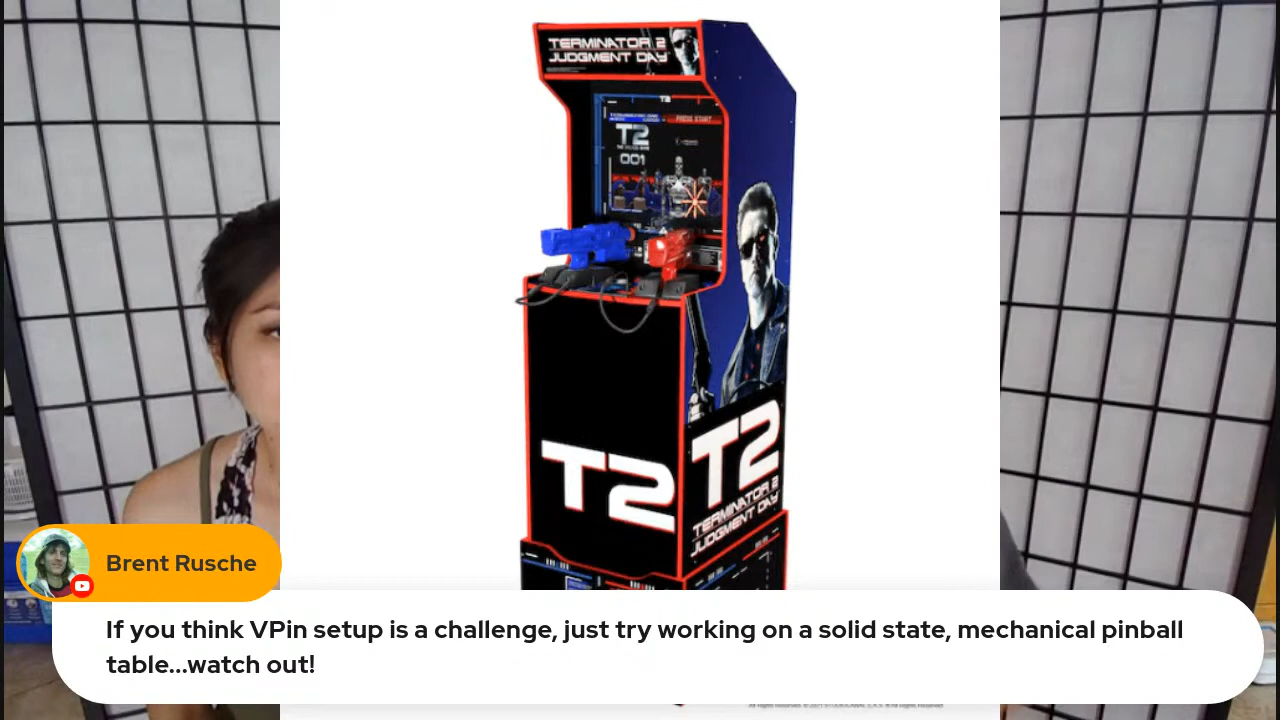 TERMINATOR 2
JUDGMENT DAY
T2
PRESS START
T2
001
T2
T2
TERMINATOR 2
JUDGMENT DAY
Brent Rusche
If you think VPin setup is a challenge, just try working on a solid state, mechanical pinball
table...watch out!